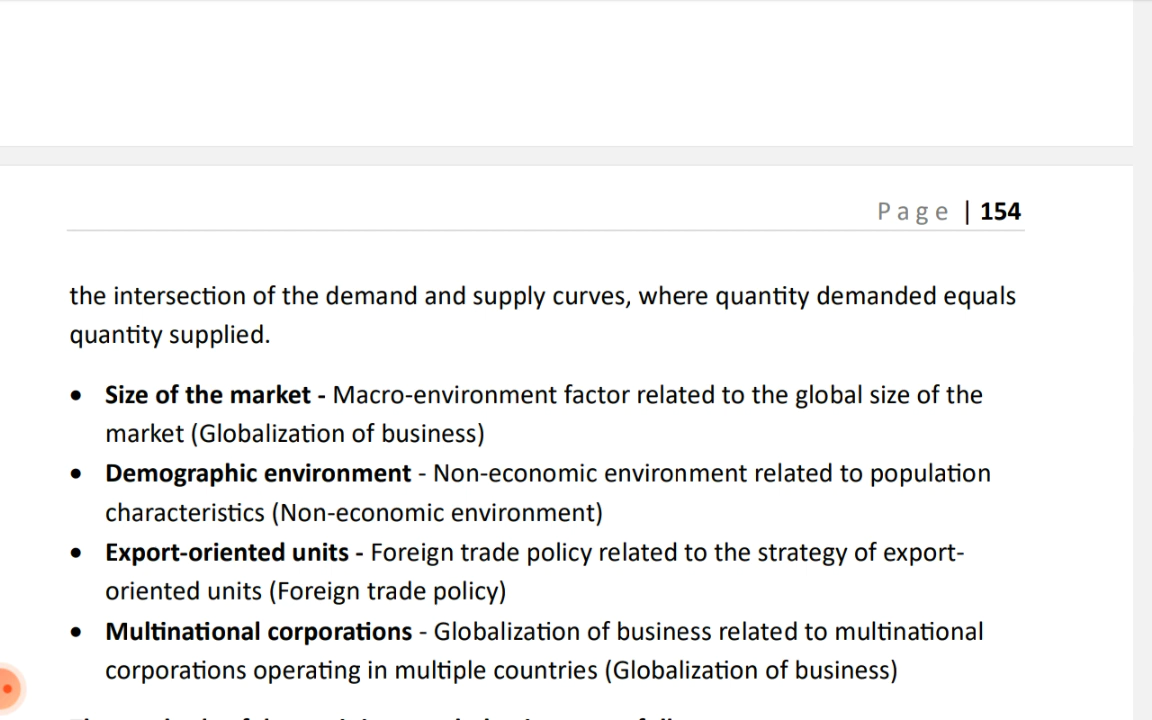 Page | 154
the intersection of the demand and supply curves, where quantity demanded equals
quantity supplied.
• Size of the market - Macro-environment factor related to the global size of the
market (Globalization of business)
• Demographic environment - Non-economic environment related to population
characteristics (Non-economic environment)
• Export-oriented units - Foreign trade policy related to the strategy of export-
oriented units (Foreign trade policy)
• Multinational corporations - Globalization of business related to multinational
corporations operating in multiple countries (Globalization of business)